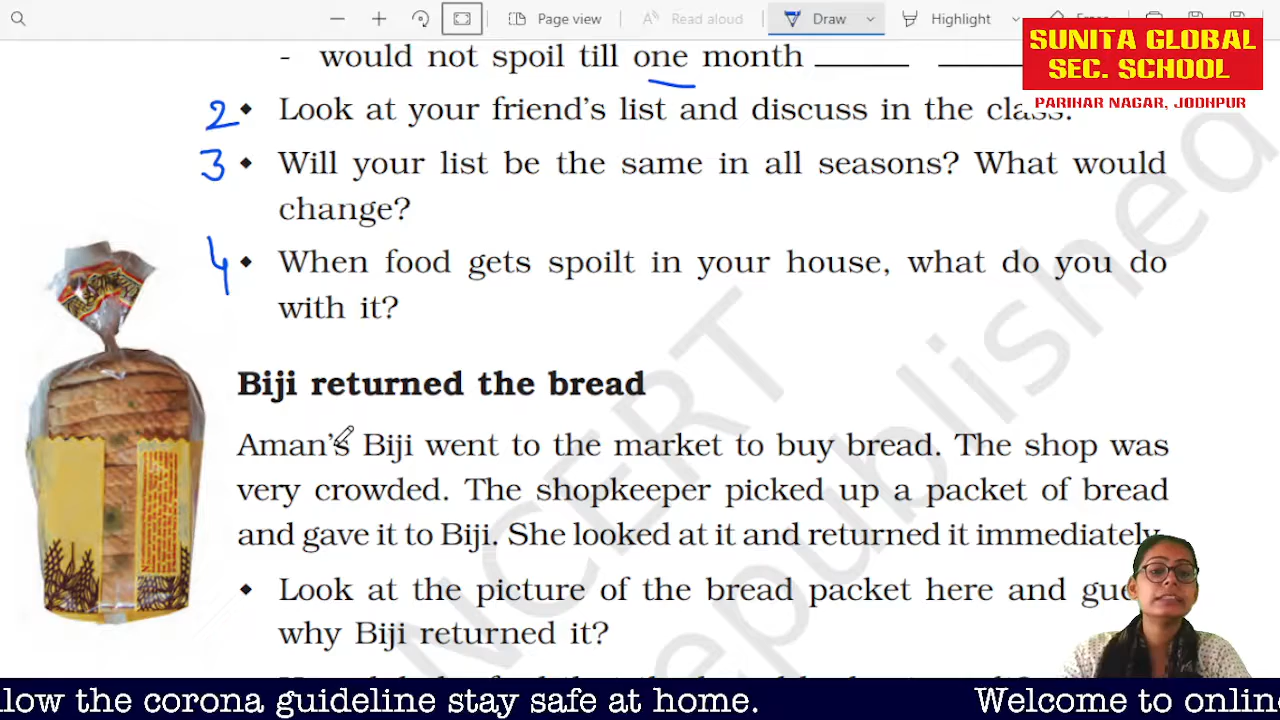 Page view
Read aloud
Draw
Highlight
- would not spoil till one month
SUNITA GLOBAL
SEC. SCHOOL
PARIHAR NAGAR, JODHPUR
2 ◆ Look at your friend's list and discuss in the class.
3 ◆ Will your list be the same in all seasons? What would
change?
4 ◆ When food gets spoilt in your house, what do you do
with it?
Biji returned the bread
Aman's Biji went to the market to buy bread. The shop was
very crowded. The shopkeeper picked up a packet of bread
and gave it to Biji. She looked at it and returned it immediately.
◆ Look at the picture of the bread packet here and
why Biji returned it?
NCERT
republished
low the corona guideline stay safe at home. Welcome to onlin